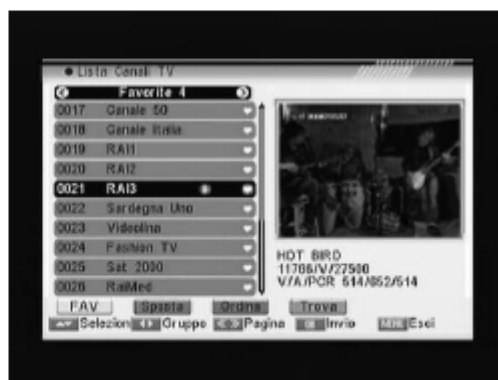 Lista Canali TV
Favorite 4
0017 Canale 50
0018 Canale Italia
0019 RAI1
0020 RAI2
0021 RAI3
0022 Sardegna Uno
0023 Videolina
0024 Fashion TV
0025 Sat 2000
0026 RaiMed
HOT BIRD
11766/V/27500
V/A/PCR 514/652/514
FAV Sposta Ordina Trova
Selezion Gruppo Pagina OK Invio MENU Esci